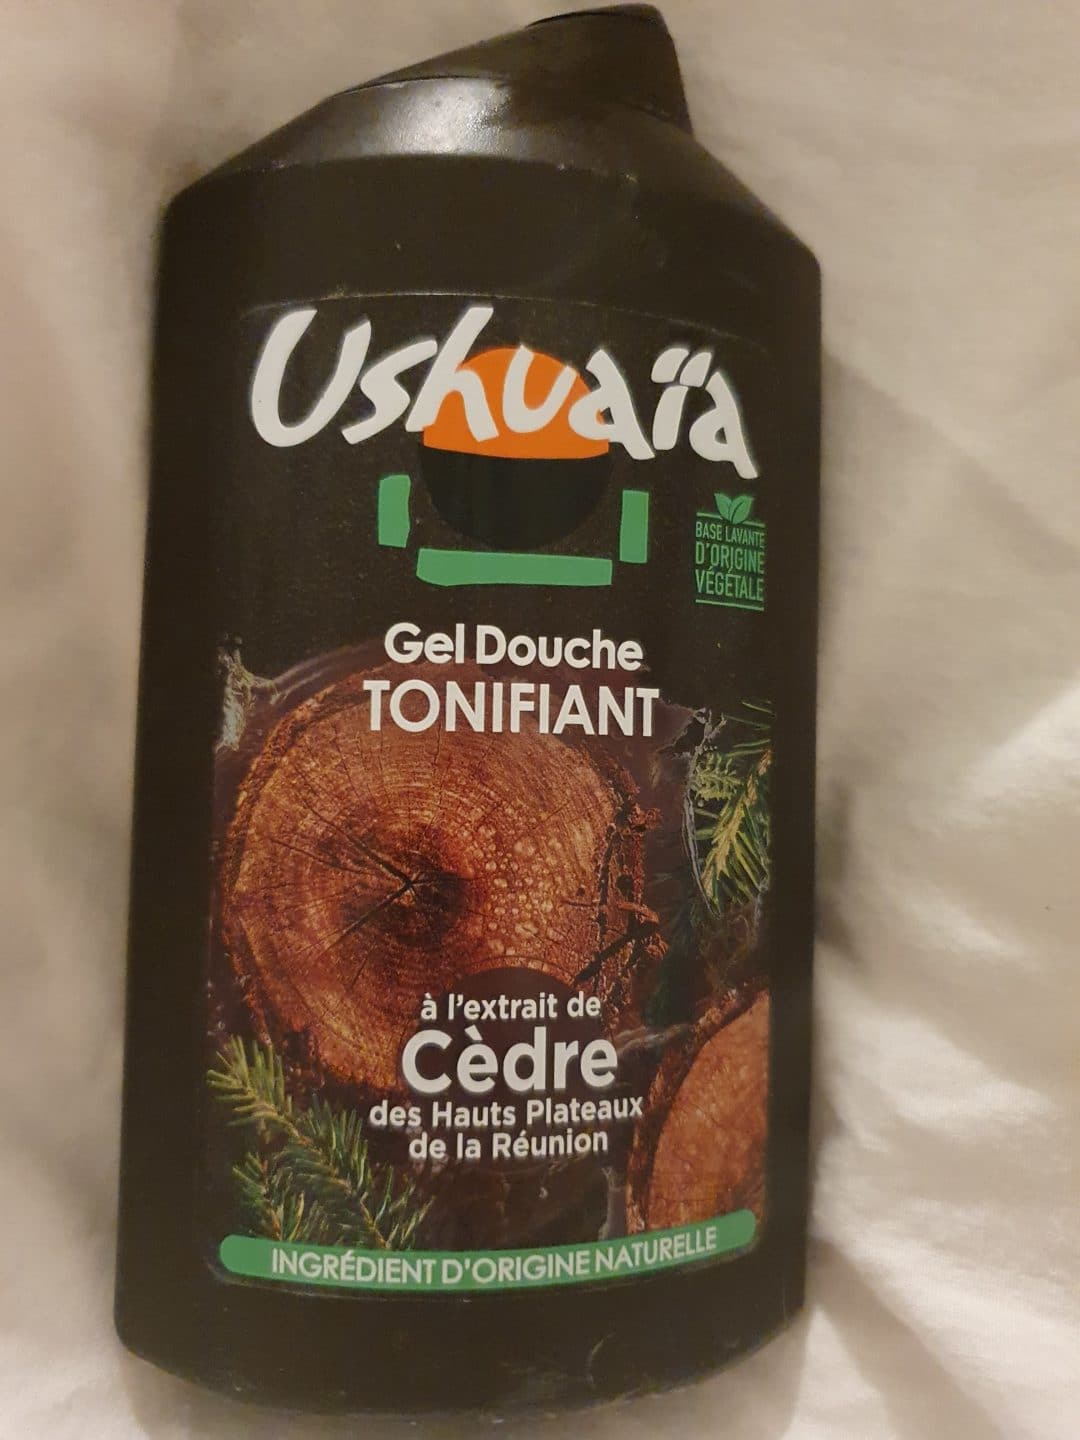 Ushuaïa
BASE LAVANTE
D'ORIGINE
VÉGÉTALE
Gel Douche
TONIFIANT
à l'extrait de
Cèdre
des Hauts Plateaux
de la Réunion
INGRÉDIENT D'ORIGINE NATURELLE